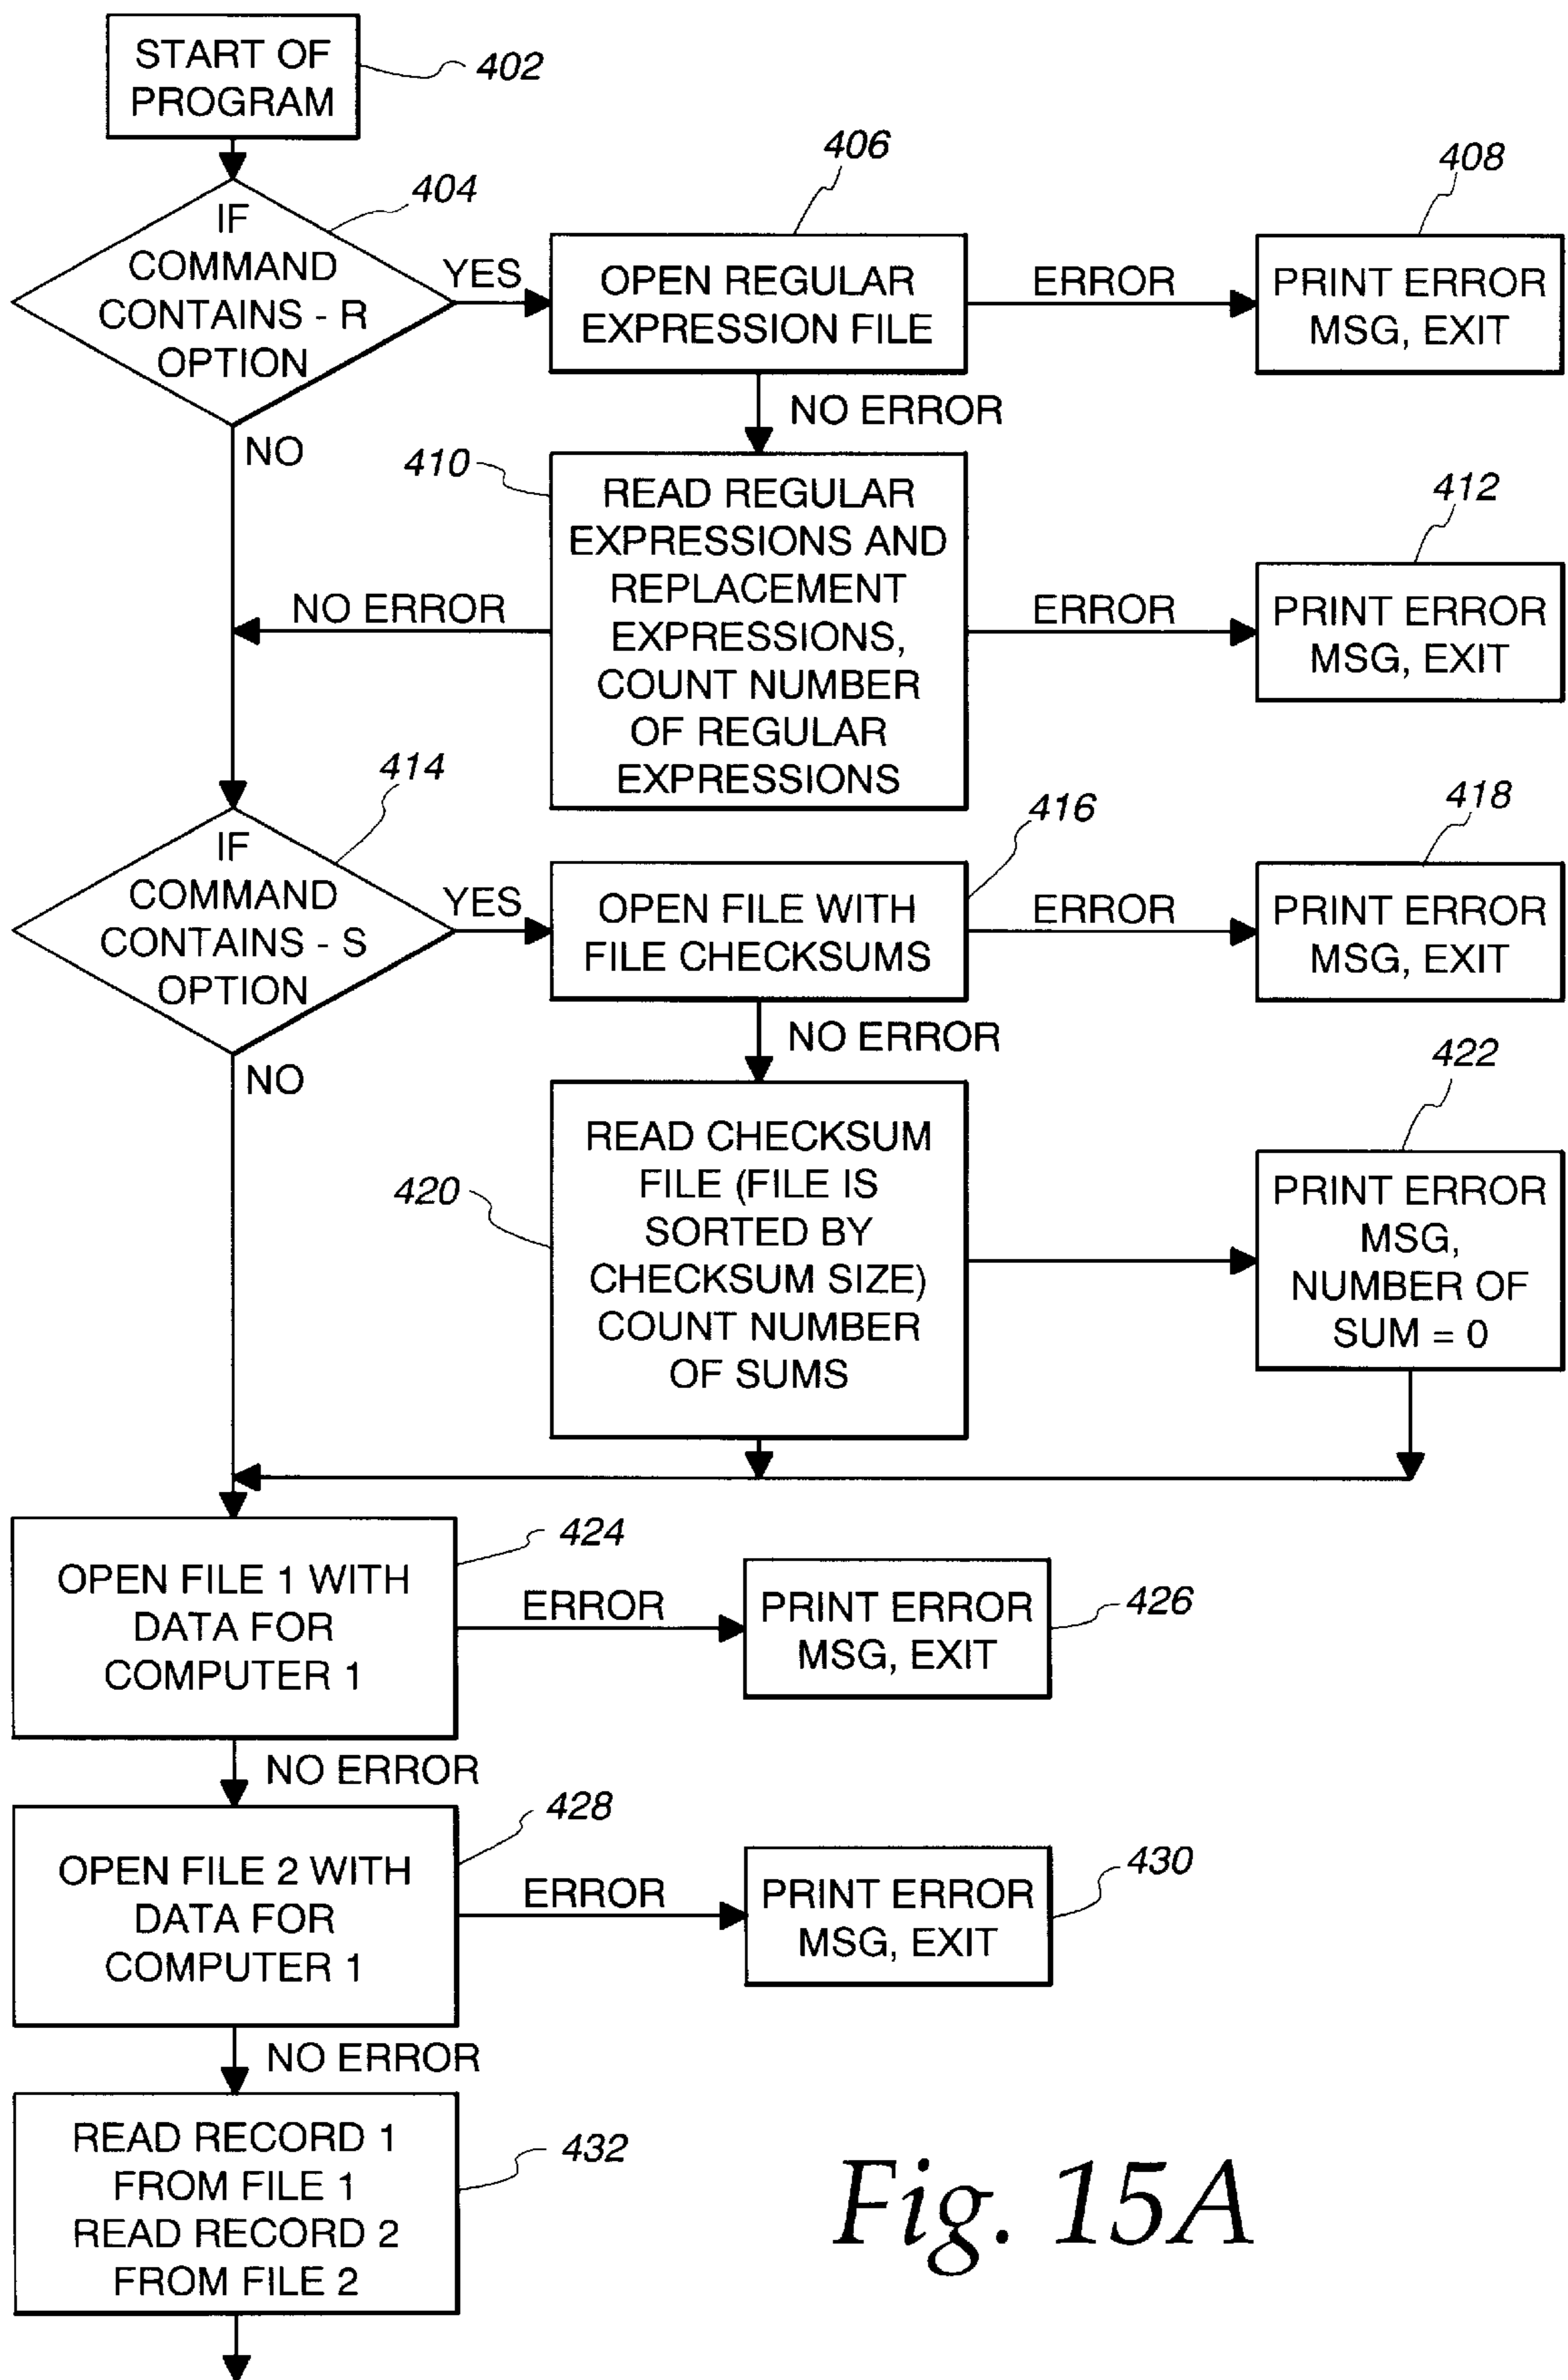 START OF
PROGRAM
402
IF
COMMAND
CONTAINS - R
OPTION
404
YES
NO
OPEN REGULAR
EXPRESSION FILE
406
ERROR
PRINT ERROR
MSG, EXIT
408
NO ERROR
READ REGULAR
EXPRESSIONS AND
REPLACEMENT
EXPRESSIONS,
COUNT NUMBER
OF REGULAR
EXPRESSIONS
410
NO ERROR
ERROR
PRINT ERROR
MSG, EXIT
412
IF
COMMAND
CONTAINS - S
OPTION
414
YES
NO
OPEN FILE WITH
FILE CHECKSUMS
416
ERROR
PRINT ERROR
MSG, EXIT
418
NO ERROR
READ CHECKSUM
FILE (FILE IS
SORTED BY
CHECKSUM SIZE)
COUNT NUMBER
OF SUMS
420
PRINT ERROR
MSG,
NUMBER OF
SUM = 0
422
OPEN FILE 1 WITH
DATA FOR
COMPUTER 1
424
ERROR
PRINT ERROR
MSG, EXIT
426
NO ERROR
OPEN FILE 2 WITH
DATA FOR
COMPUTER 1
428
ERROR
PRINT ERROR
MSG, EXIT
430
NO ERROR
READ RECORD 1
FROM FILE 1
READ RECORD 2
FROM FILE 2
432
Fig. 15A